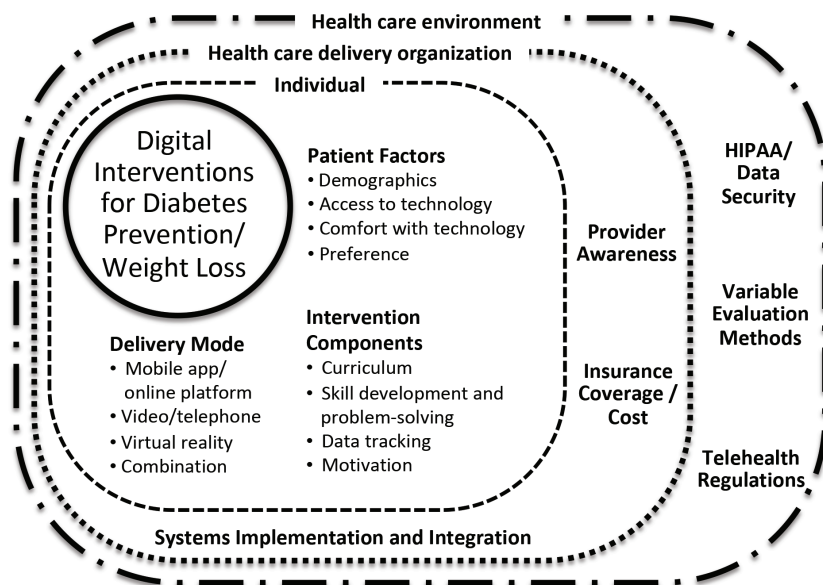 Health care environment
Health care delivery organization
Individual
Digital
Interventions
for Diabetes
Prevention/
Weight Loss
Patient Factors
• Demographics
• Access to technology
• Comfort with technology
• Preference
Delivery Mode
• Mobile app/
online platform
• Video/telephone
• Virtual reality
• Combination
Intervention
Components
• Curriculum
• Skill development and
problem-solving
• Data tracking
• Motivation
Provider
Awareness
Insurance
Coverage /
Cost
Systems Implementation and Integration
HIPAA/
Data
Security
Variable
Evaluation
Methods
Telehealth
Regulations